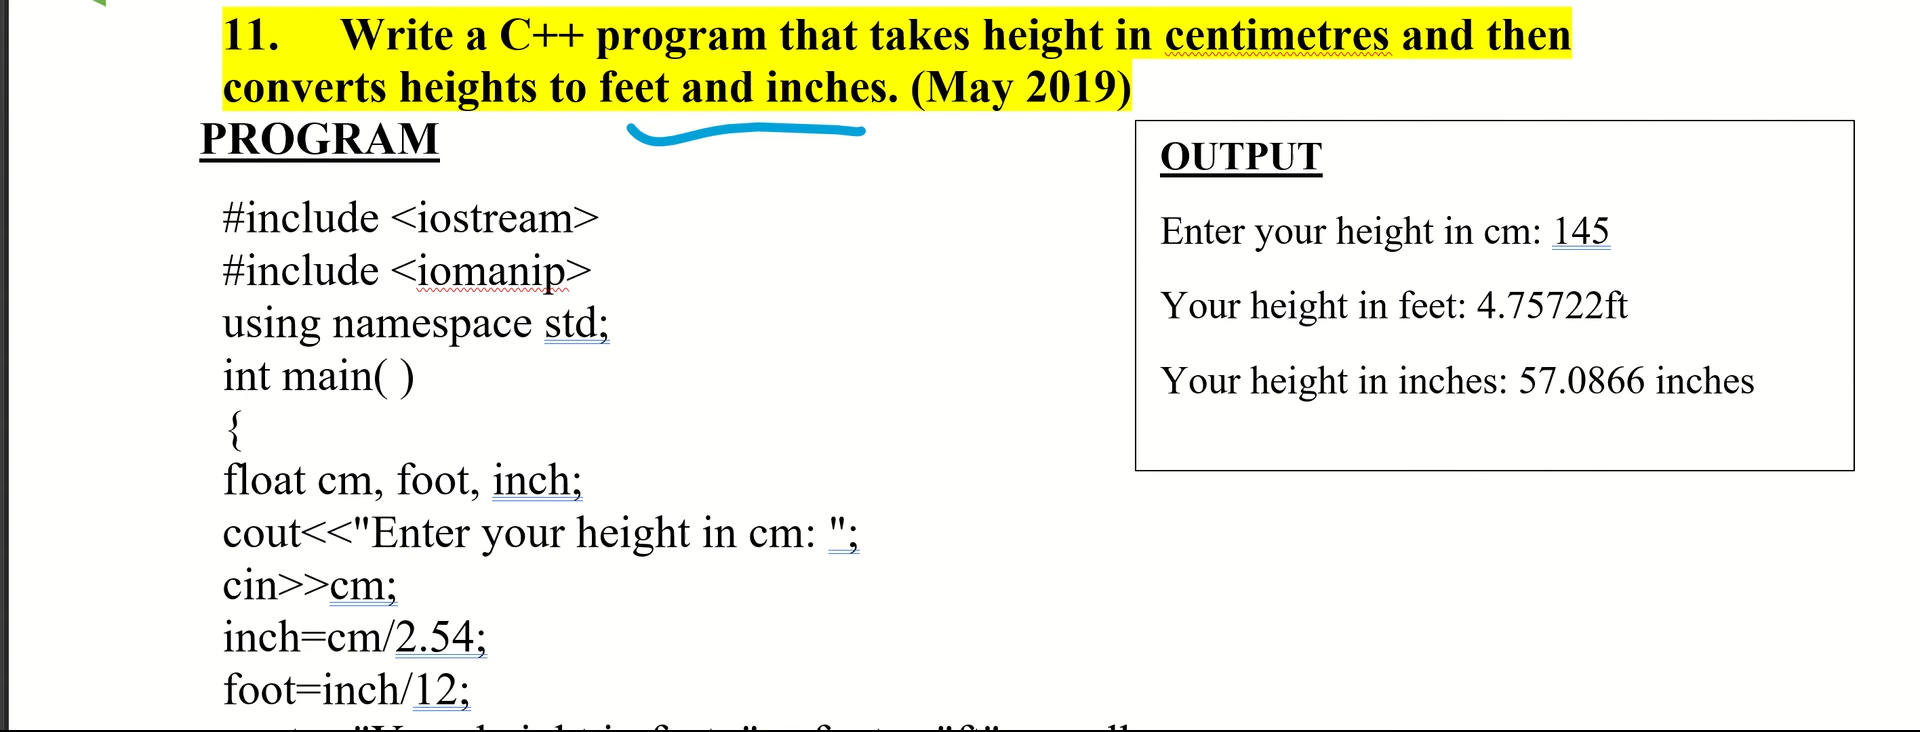 11. Write a C++ program that takes height in centimetres and then
converts heights to feet and inches. (May 2019)
PROGRAM
#include <iostream>
#include <iomanip>
using namespace std;
int main( )
{
float cm, foot, inch;
cout<<"Enter your height in cm: ";
cin>>cm;
inch=cm/2.54;
foot=inch/12;
OUTPUT
Enter your height in cm: 145
Your height in feet: 4.75722ft
Your height in inches: 57.0866 inches